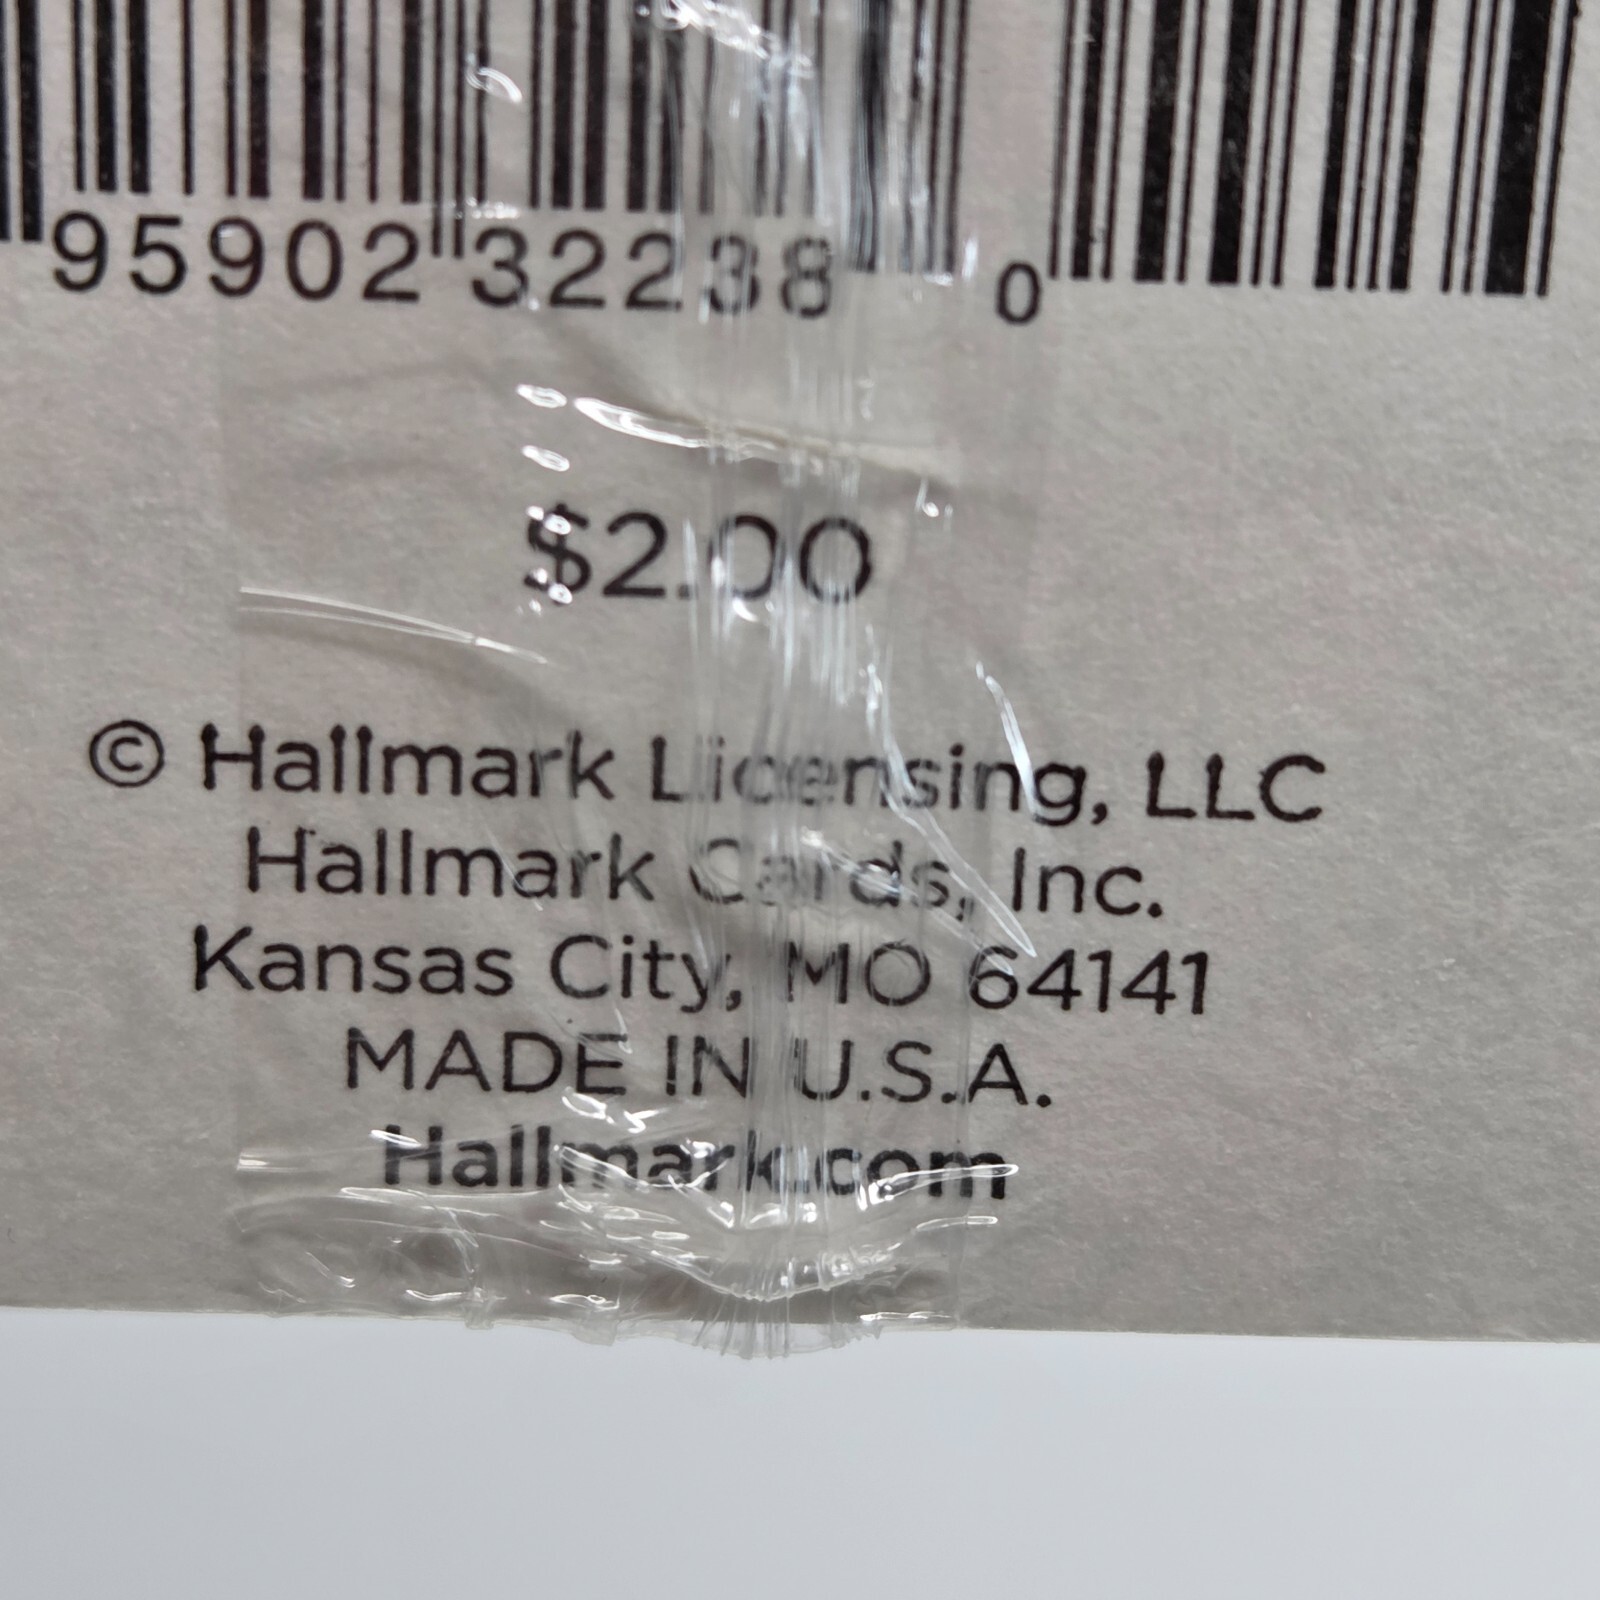 95902 32238 0
$2.00
© Hallmark Licensing, LLC
Hallmark Cards, Inc.
Kansas City, MO 64141
MADE IN U.S.A.
Hallmark.com